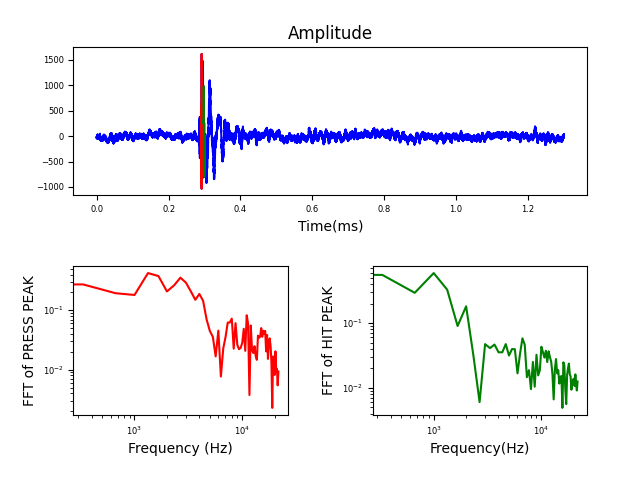 Amplitude
1500
1000
500
0
−500
−1000
0.0 0.2 0.4 0.6 0.8 1.0 1.2
Time(ms)
FFT of PRESS PEAK
10⁻¹
10⁻²
10³ 10⁴
Frequency (Hz)
FFT of HIT PEAK
10⁻¹
10⁻²
10³ 10⁴
Frequency(Hz)